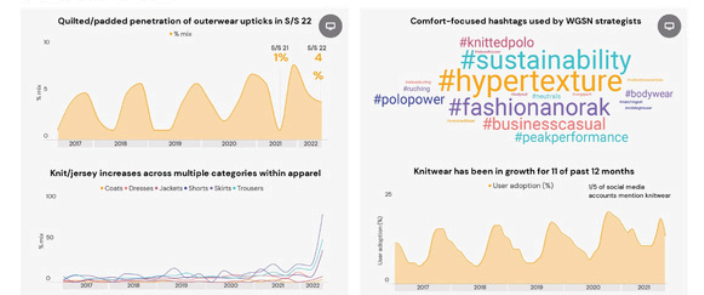 Quilted/padded penetration of outerwear upticks in S/S 22
% mix
10
5
0
% mix
S/S 21
1%
S/S 22
4
%
2017 2018 2019 2020 2021 2022
Comfort-focused hashtags used by WGSN strategists
#knittedpolo
#sustainability
#hypertexture
#ruching
#neutrals
#bodywear
#polopower
#fashionanorak
#businesscasual
#peakperformance
Knit/jersey increases across multiple categories within apparel
Coats Dresses Jackets Shorts Skirts Trousers
100
50
0
% mix
2017 2018 2019 2020 2021 2022
Knitwear has been in growth for 11 of past 12 months
User adoption (%)
1/5 of social media
accounts mention knitwear
25
0
User adoption (%)
2017 2018 2019 2020 2021